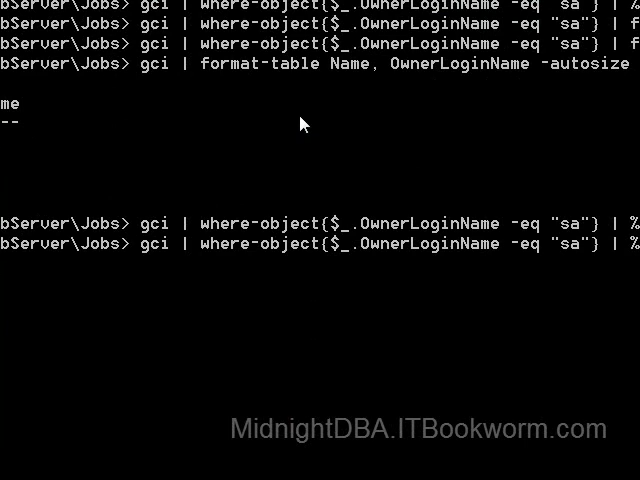 bServer\Jobs> gci | where-object{$_.OwnerLoginName -eq "sa"} | %
bServer\Jobs> gci | where-object{$_.OwnerLoginName -eq "sa"} | f
bServer\Jobs> gci | where-object{$_.OwnerLoginName -eq "sa"} | f
bServer\Jobs> gci | format-table Name, OwnerLoginName -autosize
me
--
bServer\Jobs> gci | where-object{$_.OwnerLoginName -eq "sa"} | %
bServer\Jobs> gci | where-object{$_.OwnerLoginName -eq "sa"} | %
MidnightDBA.ITBookworm.com